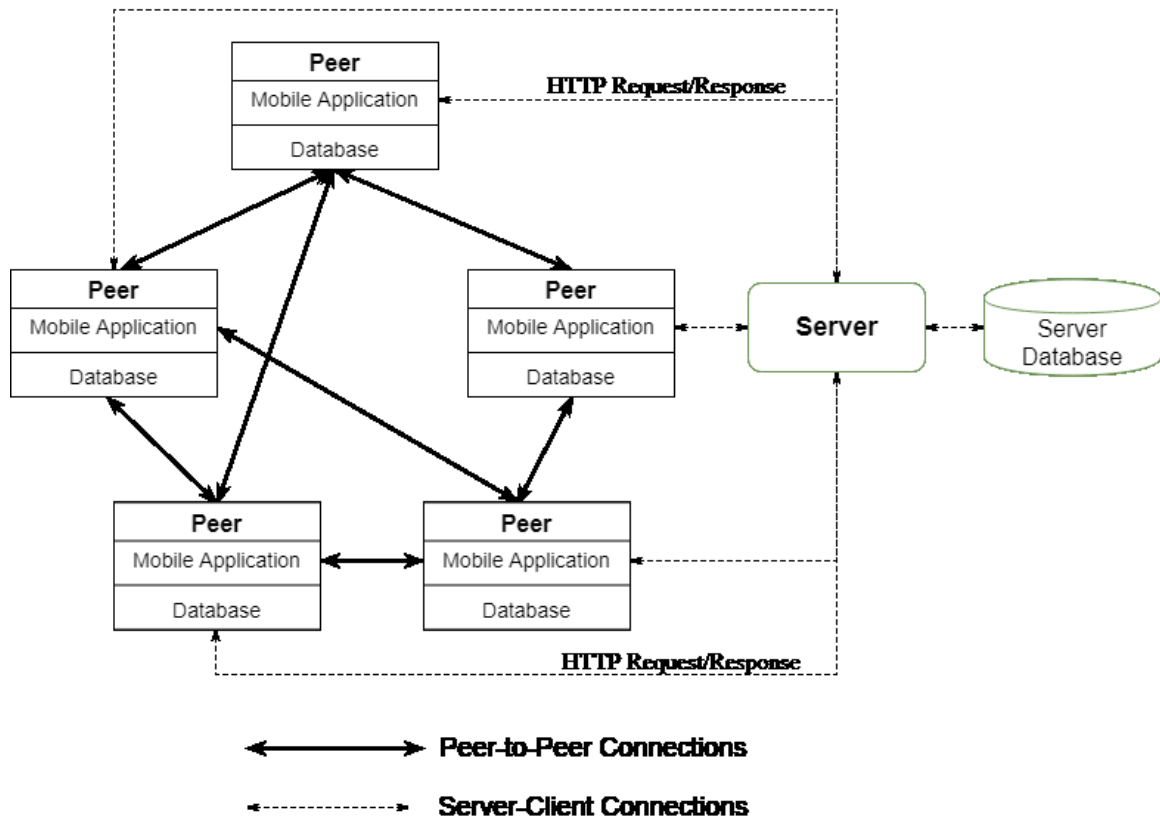 Peer
Mobile Application
Database
HTTP Request/Response
Peer
Mobile Application
Database
Peer
Mobile Application
Database
Server
Server
Database
Peer
Mobile Application
Database
Peer
Mobile Application
Database
HTTP Request/Response
Peer-to-Peer Connections
Server-Client Connections